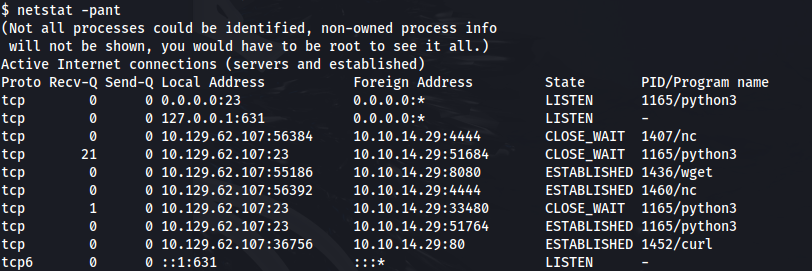 $ netstat -pant
(Not all processes could be identified, non-owned process info
 will not be shown, you would have to be root to see it all.)
Active Internet connections (servers and established)
Proto Recv-Q Send-Q Local Address           Foreign Address         State       PID/Program name
tcp        0      0 0.0.0.0:23              0.0.0.0:*               LISTEN      1165/python3
tcp        0      0 127.0.0.1:631           0.0.0.0:*               LISTEN      -
tcp        0      0 10.129.62.107:56384     10.10.14.29:4444        CLOSE_WAIT  1407/nc
tcp       21      0 10.129.62.107:23        10.10.14.29:51684       CLOSE_WAIT  1165/python3
tcp        0      0 10.129.62.107:55186     10.10.14.29:8080        ESTABLISHED 1436/wget
tcp        0      0 10.129.62.107:56392     10.10.14.29:4444        ESTABLISHED 1460/nc
tcp        1      0 10.129.62.107:23        10.10.14.29:33480       CLOSE_WAIT  1165/python3
tcp        0      0 10.129.62.107:23        10.10.14.29:51764       ESTABLISHED 1165/python3
tcp        0      0 10.129.62.107:36756     10.10.14.29:80          ESTABLISHED 1452/curl
tcp6       0      0 ::1:631                 :::*                    LISTEN      -